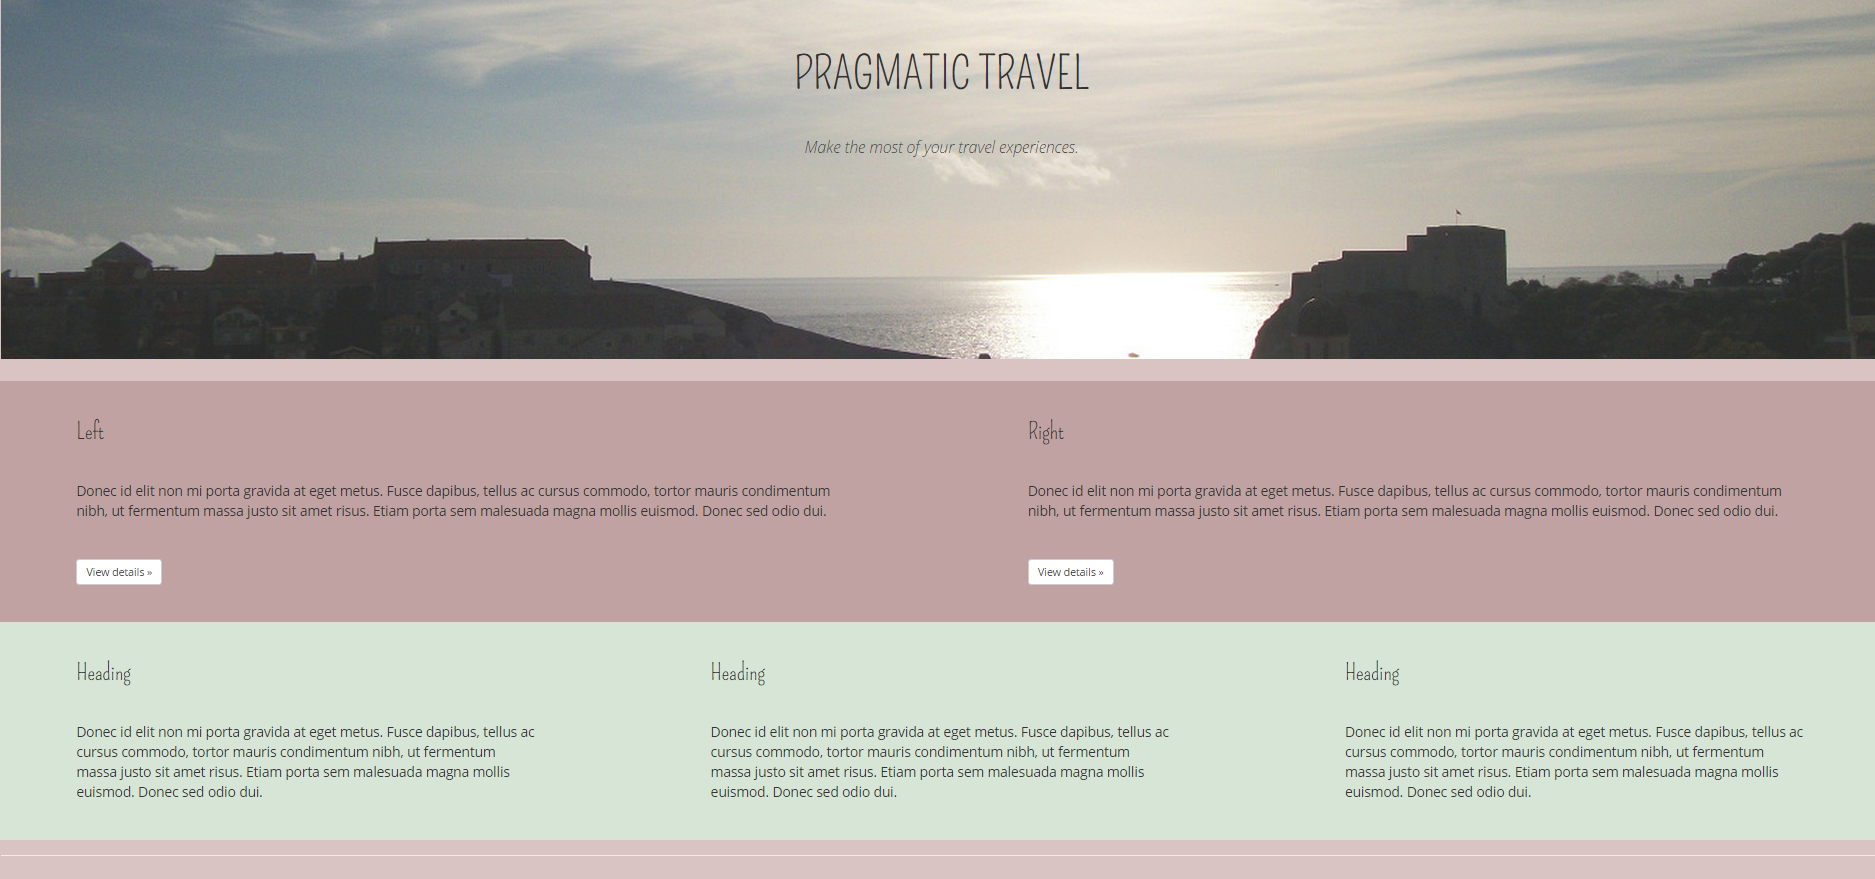 PRAGMATIC TRAVEL
Make the most of your travel experiences.
Left
Donec id elit non mi porta gravida at eget metus. Fusce dapibus, tellus ac cursus commodo, tortor mauris condimentum
nibh, ut fermentum massa justo sit amet risus. Etiam porta sem malesuada magna mollis euismod. Donec sed odio dui.
View details »
Right
Donec id elit non mi porta gravida at eget metus. Fusce dapibus, tellus ac cursus commodo, tortor mauris condimentum
nibh, ut fermentum massa justo sit amet risus. Etiam porta sem malesuada magna mollis euismod. Donec sed odio dui.
View details »
Heading
Donec id elit non mi porta gravida at eget metus. Fusce dapibus, tellus ac
cursus commodo, tortor mauris condimentum nibh, ut fermentum
massa justo sit amet risus. Etiam porta sem malesuada magna mollis
euismod. Donec sed odio dui.
Heading
Donec id elit non mi porta gravida at eget metus. Fusce dapibus, tellus ac
cursus commodo, tortor mauris condimentum nibh, ut fermentum
massa justo sit amet risus. Etiam porta sem malesuada magna mollis
euismod. Donec sed odio dui.
Heading
Donec id elit non mi porta gravida at eget metus. Fusce dapibus, tellus ac
cursus commodo, tortor mauris condimentum nibh, ut fermentum
massa justo sit amet risus. Etiam porta sem malesuada magna mollis
euismod. Donec sed odio dui.